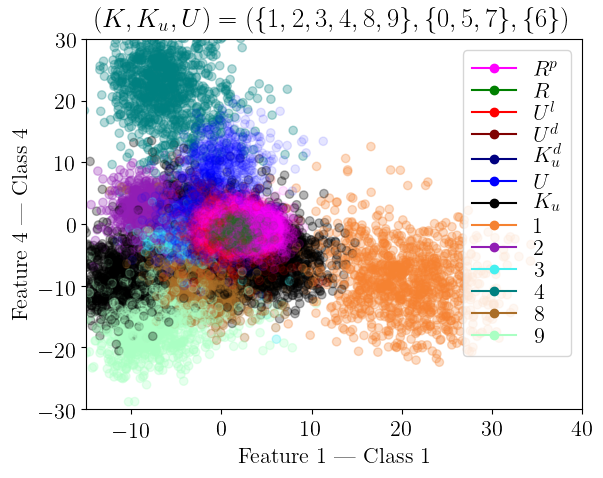 (K, K_u, U) = ({1, 2, 3, 4, 8, 9}, {0, 5, 7}, {6})
30
20
10
0
−10
−20
−30
Feature 4 — Class 4
−10
0
10
20
30
40
Feature 1 — Class 1
R^p
R
U^l
U^d
K_u^d
U
K_u
1
2
3
4
8
9